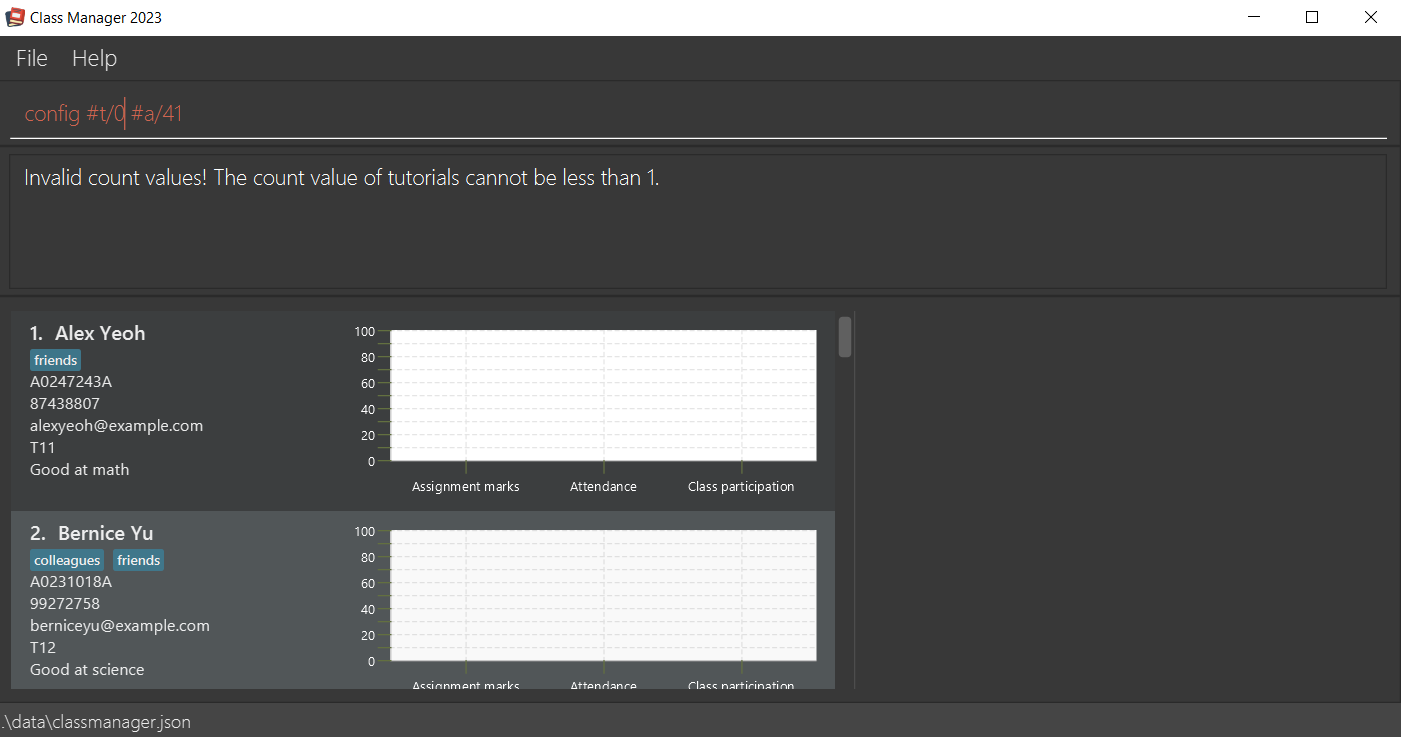 Class Manager 2023
File Help
config #t/0 #a/41
Invalid count values! The count value of tutorials cannot be less than 1.
1. Alex Yeoh
friends
A0247243A
87438807
alexyeoh@example.com
T11
Good at math
100
80
60
40
20
0
Assignment marks Attendance Class participation
2. Bernice Yu
colleagues friends
A0231018A
99272758
berniceyu@example.com
T12
Good at science
100
80
60
40
20
0
Assignment marks Attendance Class participation
.\data\classmanager.json